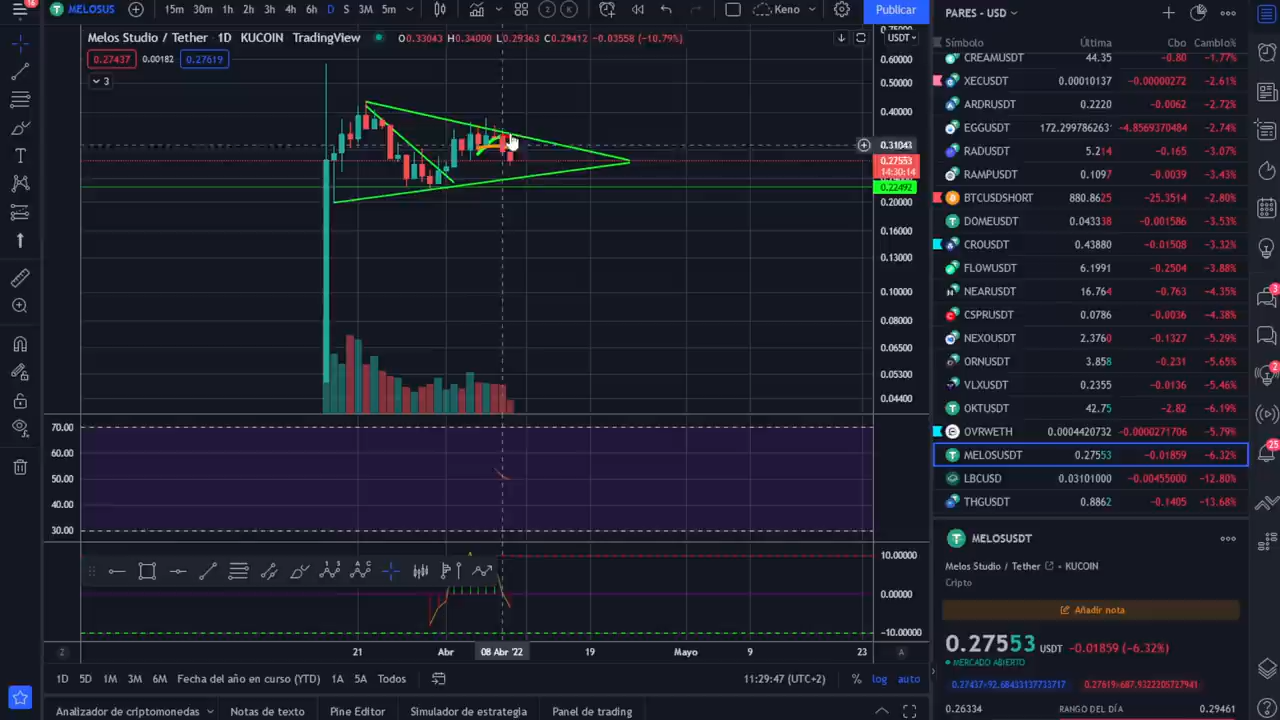 16
MELOSUS
15m 30m 1h 2h 3h 4h 6h D S 3M 5m
2 K
Keno
Publicar
Melos Studio / Tether · 1D · KUCOIN TradingView
O0.33043 H0.34000 L0.29363 C0.29412 −0.03558 (−10.79%)
0.27437 0.00182 0.27619
3
USDT
0.60000
0.50000
0.40000
0.31043
0.27553
14:30:14
0.22492
0.20000
0.16000
0.13000
0.10000
0.08000
0.06500
0.05300
0.04400
70.00
60.00
50.00
40.00
30.00
10.00000
0.00000
−10.00000
Z 21 Abr 08 Abr '22 19 Mayo 9 23 A
1D 5D 1M 3M 6M Fecha del año en curso (YTD) 1A 5A Todos
11:29:47 (UTC+2) % log auto
Analizador de criptomonedas Notas de texto Pine Editor Simulador de estrategia Panel de trading
PARES - USD
Símbolo Última Cbo Cambio%
CREAMUSDT 44.35 −0.80 −1.77%
XECUSDT 0.00010137 −0.00000272 −2.61%
ARDRUSDT 0.2220 −0.0062 −2.72%
EGGUSDT 172.299786263 −4.8569370484 −2.74%
RADUSDT 5.214 −0.165 −3.07%
RAMPUSDT 0.1097 −0.0039 −3.43%
BTCUSDSHORT 880.8625 −25.3514 −2.80%
DOMEUSDT 0.043338 −0.001586 −3.53%
CROUSDT 0.43880 −0.01508 −3.32%
FLOWUSDT 6.1991 −0.2504 −3.88%
NEARUSDT 16.764 −0.763 −4.35%
CSPRUSDT 0.0786 −0.0036 −4.38%
NEXOUSDT 2.3760 −0.1327 −5.29%
ORNUSDT 3.858 −0.231 −5.65%
VLXUSDT 0.2355 −0.0136 −5.46%
OKTUSDT 42.75 −2.82 −6.19%
OVRWETH 0.0004420732 −0.0000271706 −5.79%
MELOSUSDT 0.27553 −0.01859 −6.32%
LBCUSD 0.03101000 −0.00455000 −12.80%
THGUSDT 0.8862 −0.1405 −13.68%
MELOSUSDT
Melos Studio / Tether • KUCOIN
Cripto
Añadir nota
0.27553 USDT −0.01859 (−6.32%)
MERCADO ABIERTO
0.27437×92.68433137733717 0.27619×687.9322205727941
0.26334 RANGO DEL DÍA 0.29461
3
2
25